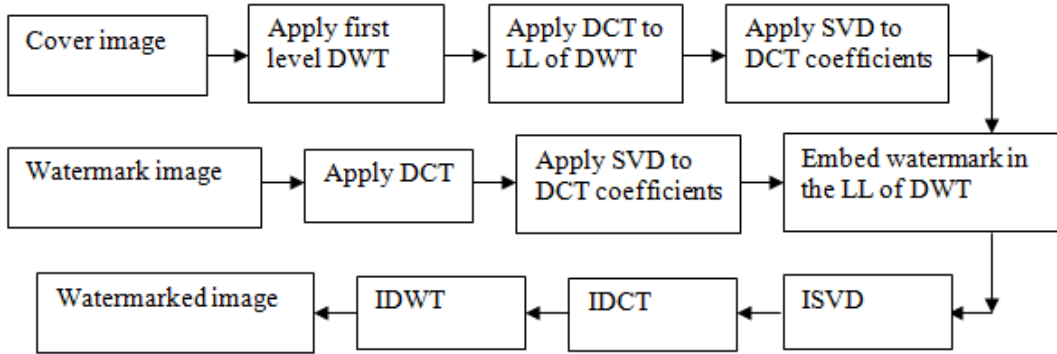 Cover image
Apply first
level DWT
Apply DCT to
LL of DWT
Apply SVD to
DCT coefficients
Watermark image
Apply DCT
Apply SVD to
DCT coefficients
Embed watermark in
the LL of DWT
Watermarked image
IDWT
IDCT
ISVD